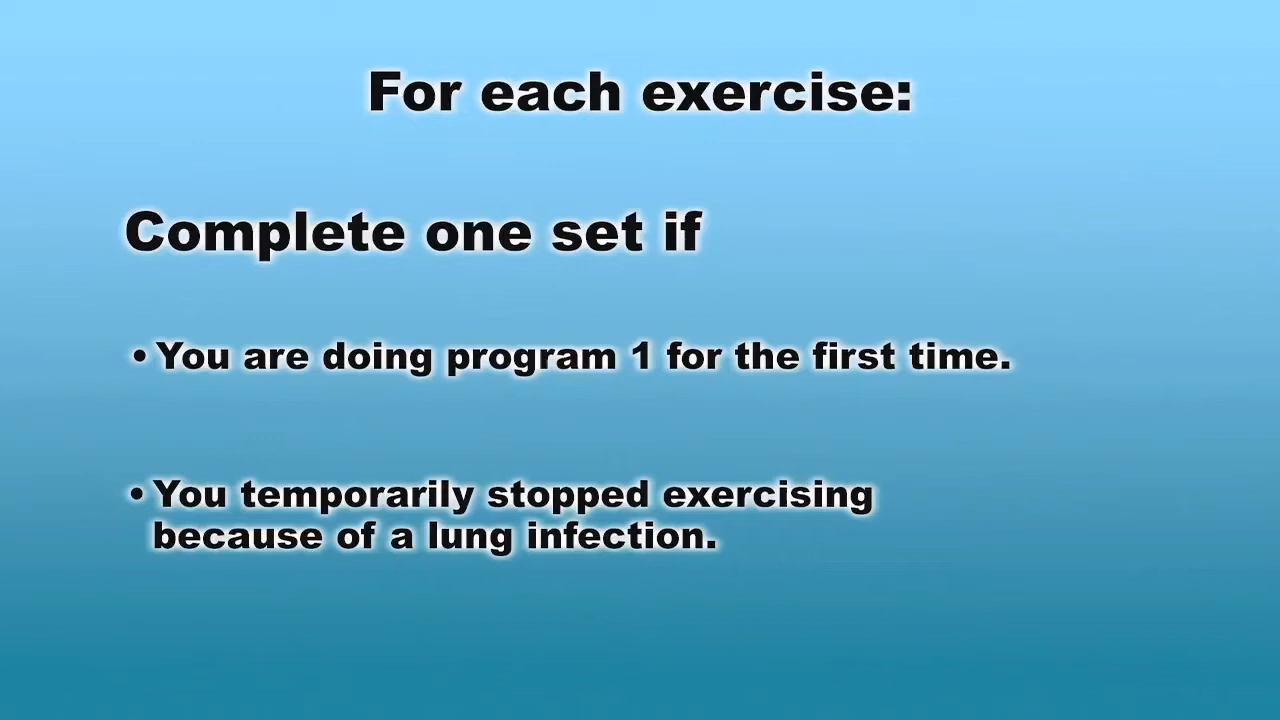 For each exercise:
Complete one set if
• You are doing program 1 for the first time.
• You temporarily stopped exercising
because of a lung infection.